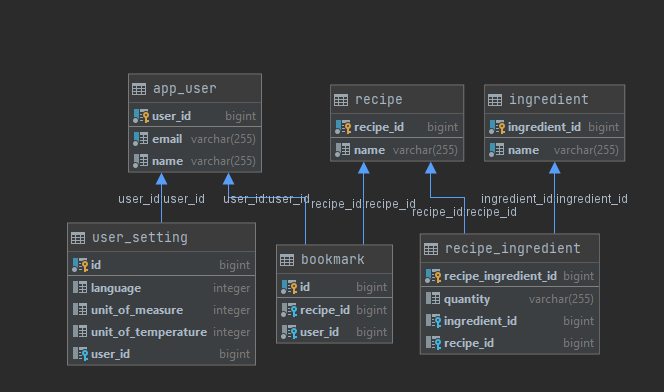 app_user
user_id bigint
email varchar(255)
name varchar(255)
recipe
recipe_id bigint
name varchar(255)
ingredient
ingredient_id bigint
name varchar(255)
user_id:user_id
user_id:user_id
recipe_id:recipe_id
recipe_id:recipe_id
ingredient_id:ingredient_id
user_setting
id bigint
language integer
unit_of_measure integer
unit_of_temperature integer
user_id bigint
bookmark
id bigint
recipe_id bigint
user_id bigint
recipe_ingredient
recipe_ingredient_id bigint
quantity varchar(255)
ingredient_id bigint
recipe_id bigint